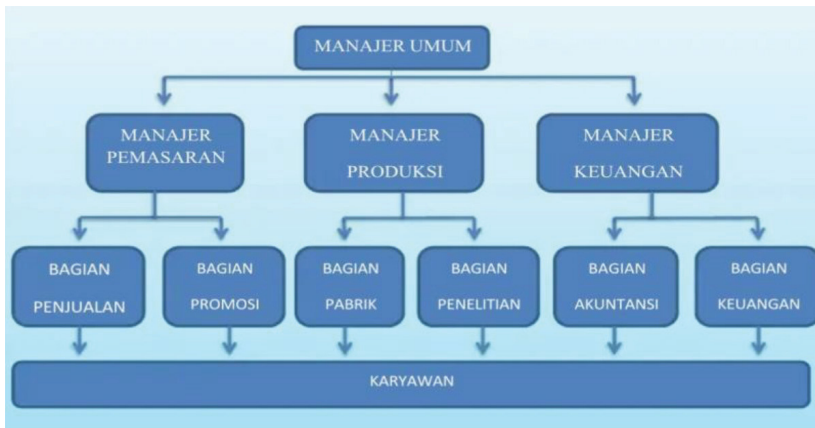 MANAJER UMUM
MANAJER
PEMASARAN
MANAJER
PRODUKSI
MANAJER
KEUANGAN
BAGIAN
PENJUALAN
BAGIAN
PROMOSI
BAGIAN
PABRIK
BAGIAN
PENELITIAN
BAGIAN
AKUNTANSI
BAGIAN
KEUANGAN
KARYAWAN